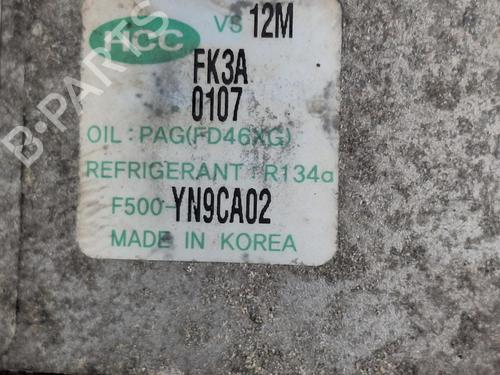 HCC VS 12M
FK3A
0107
OIL : PAG(FD46XG)
REFRIGERANT : R134a
F500-YN9CA02
MADE IN KOREA
B-PARTS